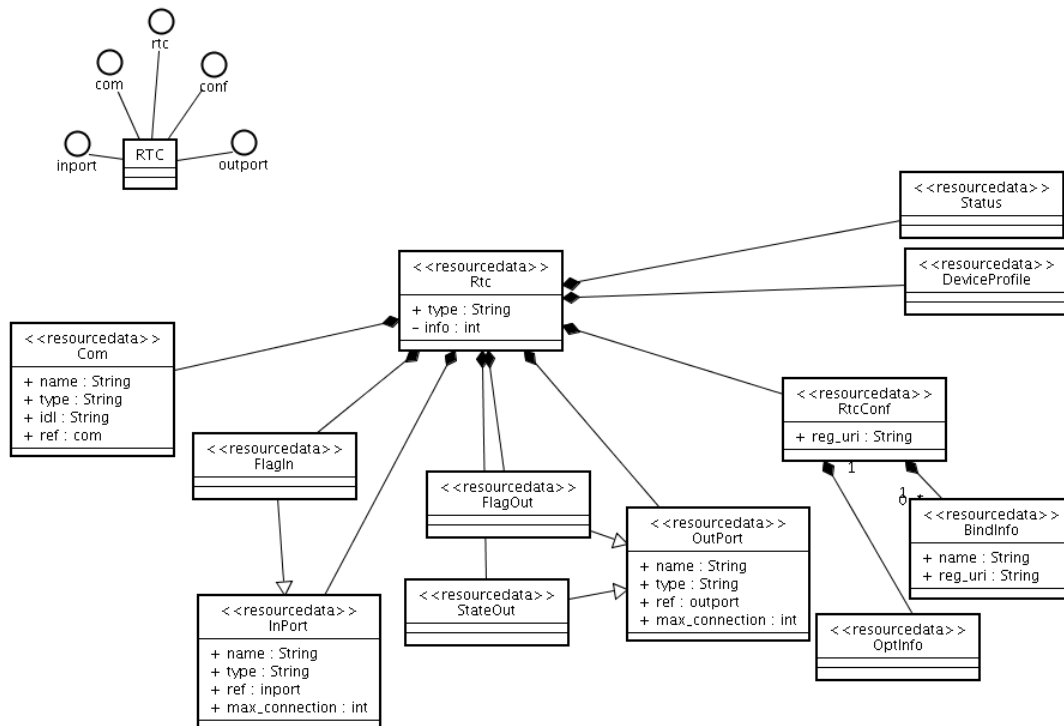 rtc
com
conf
inport
RTC
outport
<<resourcedata>>
Status
<<resourcedata>>
DeviceProfile
<<resourcedata>>
Rtc
+ type : String
− info : int
<<resourcedata>>
Com
+ name : String
+ type : String
+ idl : String
+ ref : com
<<resourcedata>>
RtcConf
+ reg_uri : String
1
<<resourcedata>>
FlagIn
<<resourcedata>>
FlagOut
1
<<resourcedata>>
BindInfo
+ name : String
+ reg_uri : String
<<resourcedata>>
OutPort
+ name : String
+ type : String
+ ref : outport
+ max_connection : int
<<resourcedata>>
StateOut
<<resourcedata>>
InPort
+ name : String
+ type : String
+ ref : inport
+ max_connection : int
<<resourcedata>>
OptInfo